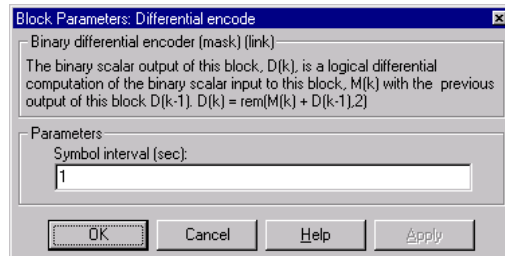 Block Parameters: Differential encode
Binary differential encoder (mask) (link)
The binary scalar output of this block, D(k), is a logical differential
computation of the binary scalar input to this block, M(k) with the previous
output of this block D(k-1). D(k) = rem(M(k) + D(k-1),2)
Parameters
Symbol interval (sec):
1
OK Cancel Help Apply